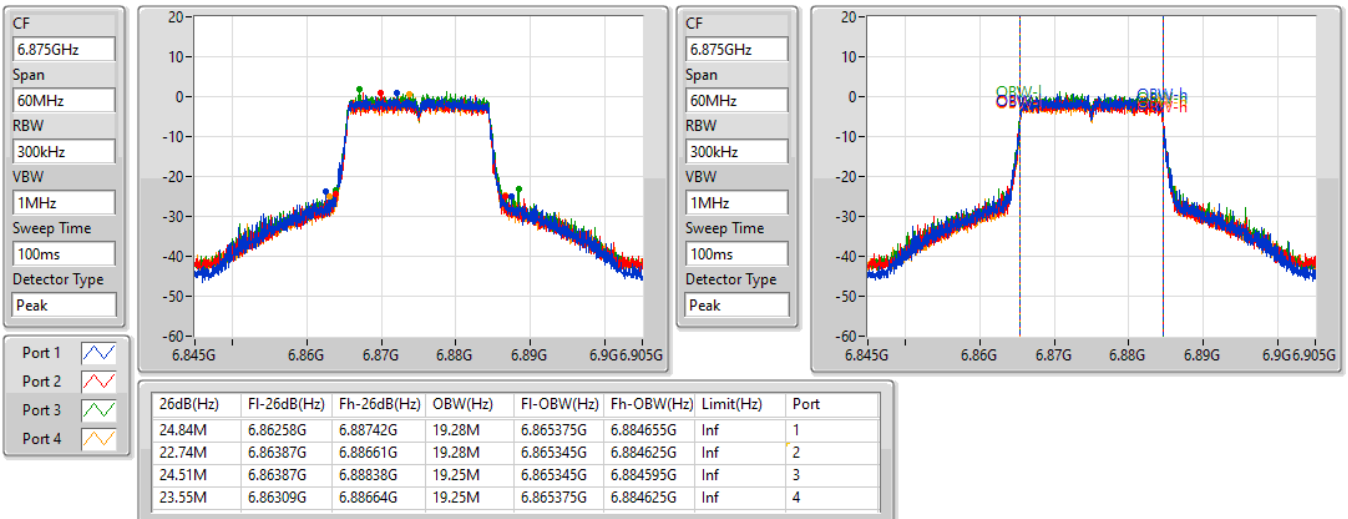 CF
6.875GHz
Span
60MHz
RBW
300kHz
VBW
1MHz
Sweep Time
100ms
Detector Type
Peak
20
10
0
-10
-20
-30
-40
-50
-60
6.845G 6.86G 6.87G 6.88G 6.89G 6.9G 6.905G
CF
6.875GHz
Span
60MHz
RBW
300kHz
VBW
1MHz
Sweep Time
100ms
Detector Type
Peak
20
10
0
-10
-20
-30
-40
-50
-60
OBW-l OBW-h
6.845G 6.86G 6.87G 6.88G 6.89G 6.9G 6.905G
Port 1
Port 2
Port 3
Port 4
26dB(Hz) Fl-26dB(Hz) Fh-26dB(Hz) OBW(Hz) Fl-OBW(Hz) Fh-OBW(Hz) Limit(Hz) Port
24.84M 6.86258G 6.88742G 19.28M 6.865375G 6.884655G Inf 1
22.74M 6.86387G 6.88661G 19.28M 6.865345G 6.884625G Inf 2
24.51M 6.86387G 6.88838G 19.25M 6.865345G 6.884595G Inf 3
23.55M 6.86309G 6.88664G 19.25M 6.865375G 6.884625G Inf 4